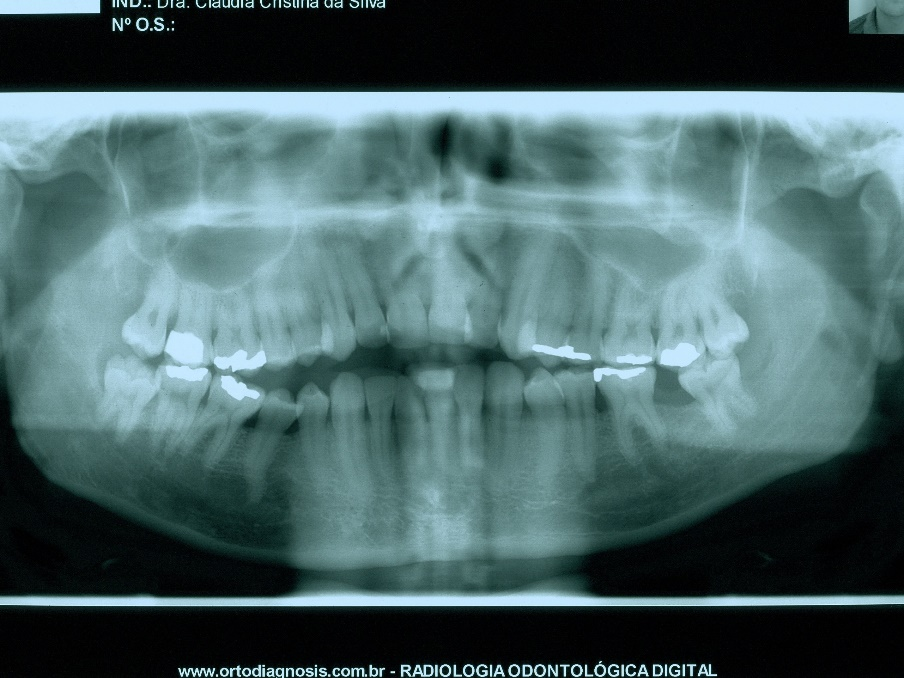 IND.: Dra. Claudia Cristina da Silva
Nº O.S.:
www.ortodiagnosis.com.br - RADIOLOGIA ODONTOLÓGICA DIGITAL